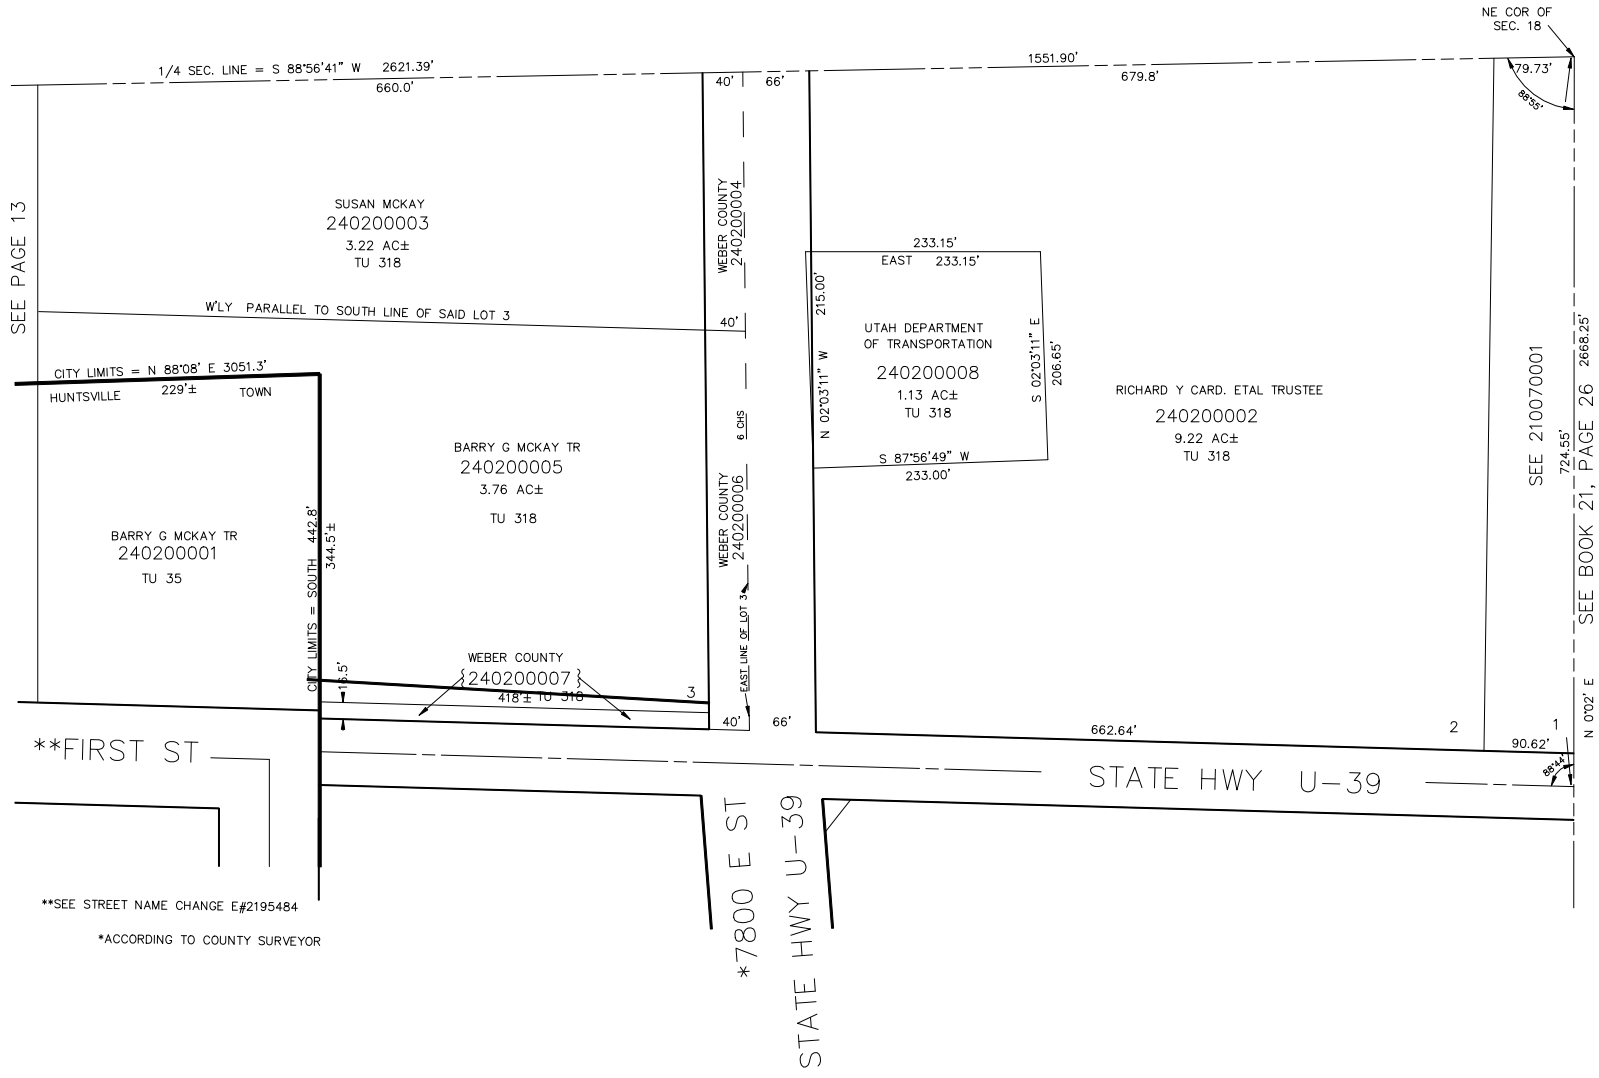 NE COR OF
SEC. 18
1/4 SEC. LINE = S 88°56'41" W 2621.39'
660.0'
40'
66'
1551.90'
679.8'
79.73'
88°55'
SEE PAGE 13
SUSAN MCKAY
240200003
3.22 AC±
TU 318
WEBER COUNTY
240200004
W'LY PARALLEL TO SOUTH LINE OF SAID LOT 3
40'
233.15'
EAST 233.15'
215.00'
N 02°03'11" W
UTAH DEPARTMENT
OF TRANSPORTATION
240200008
1.13 AC±
TU 318
S 02°03'11" E
206.65'
S 87°56'49" W
233.00'
RICHARD Y CARD. ETAL TRUSTEE
240200002
9.22 AC±
TU 318
SEE 210070001
724.55'
2668.25'
SEE BOOK 21, PAGE 26
N 0°02' E
CITY LIMITS = N 88°08' E 3051.3'
HUNTSVILLE 229'± TOWN
BARRY G MCKAY TR
240200005
3.76 AC±
TU 318
6 CHS
WEBER COUNTY
240200006
EAST LINE OF LOT 3
BARRY G MCKAY TR
240200001
TU 35
CITY LIMITS = SOUTH 442.8'
344.5'±
16.5'
WEBER COUNTY
240200007
418'± TU 318
3
40'
66'
662.64'
2
1
90.62'
88°44'
**FIRST ST
STATE HWY U-39
*7800 E ST
STATE HWY U-39
**SEE STREET NAME CHANGE E#2195484
*ACCORDING TO COUNTY SURVEYOR